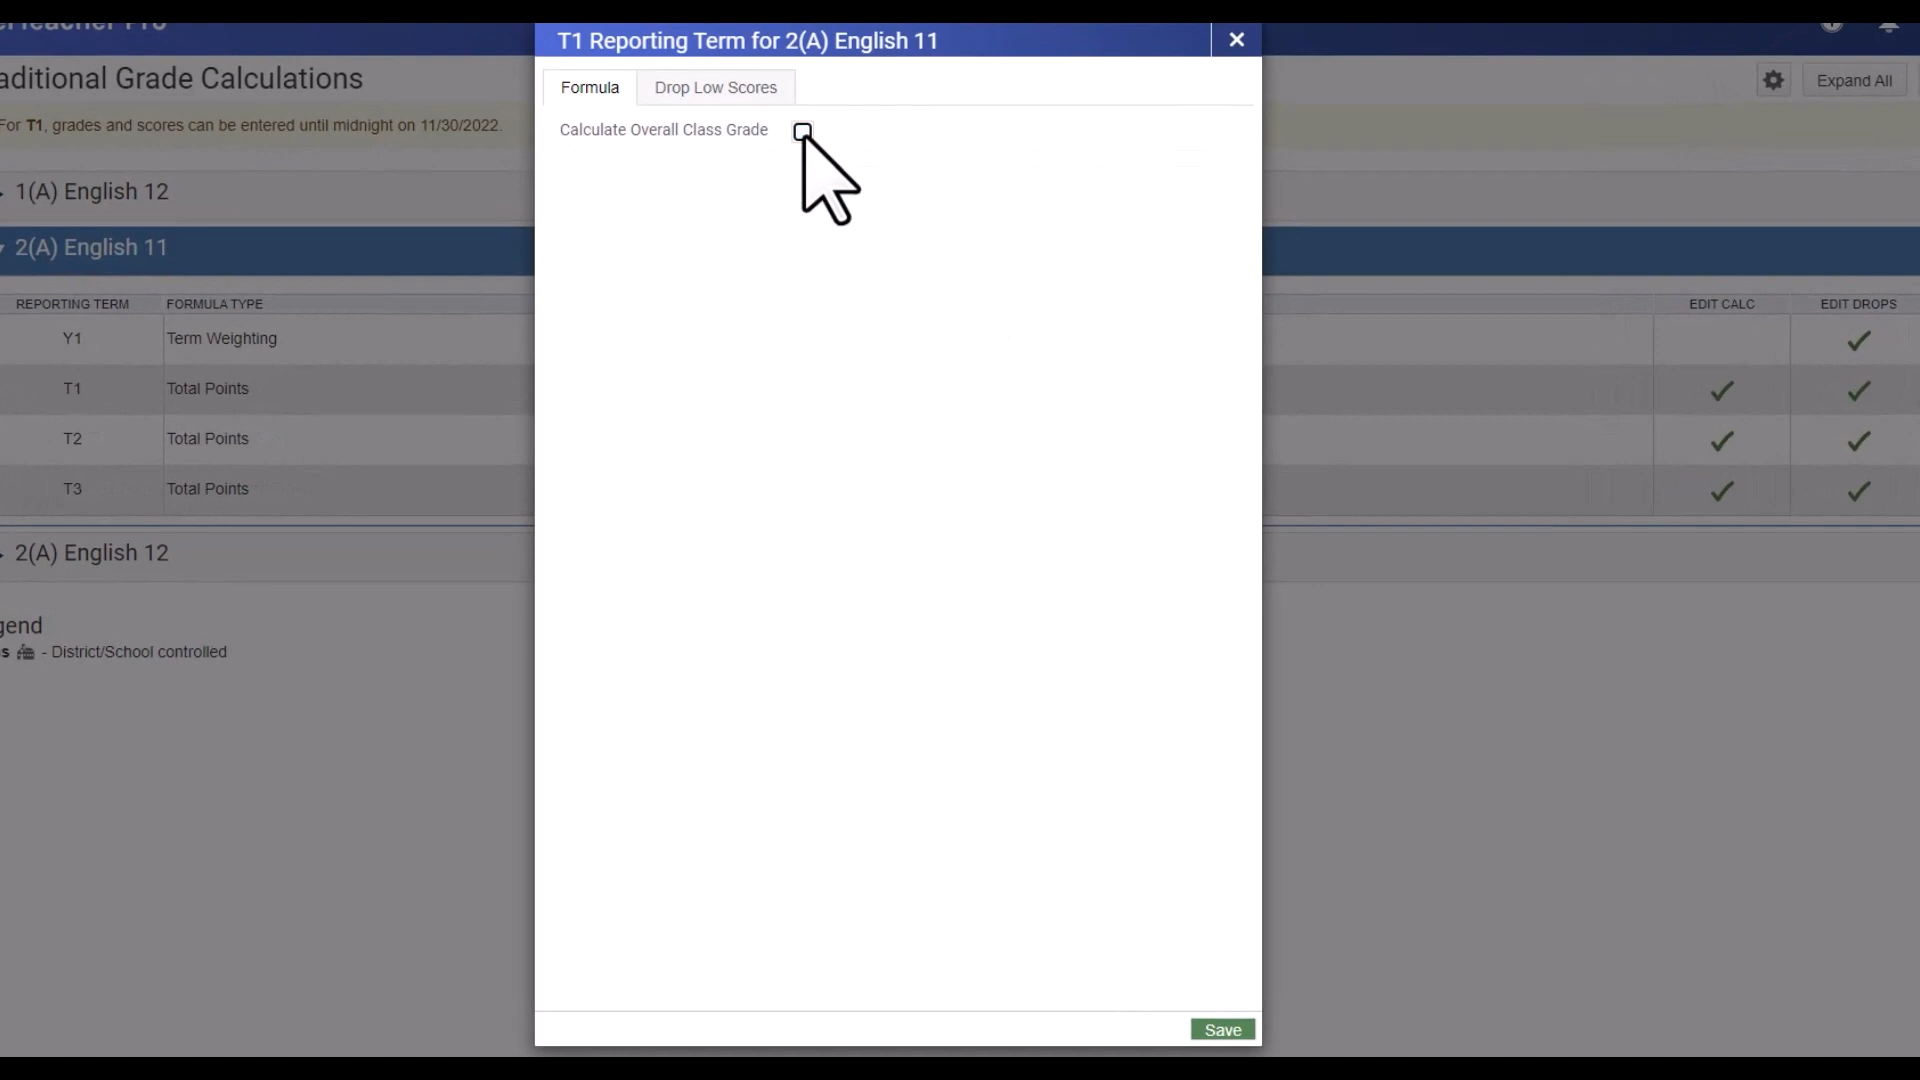 T1 Reporting Term for 2(A) English 11
Formula
Drop Low Scores
Calculate Overall Class Grade
Save
aditional Grade Calculations
Expand All
For T1, grades and scores can be entered until midnight on 11/30/2022.
1(A) English 12
2(A) English 11
REPORTING TERM FORMULA TYPE EDIT CALC EDIT DROPS
Y1 Term Weighting
T1 Total Points
T2 Total Points
T3 Total Points
2(A) English 12
gend
s - District/School controlled